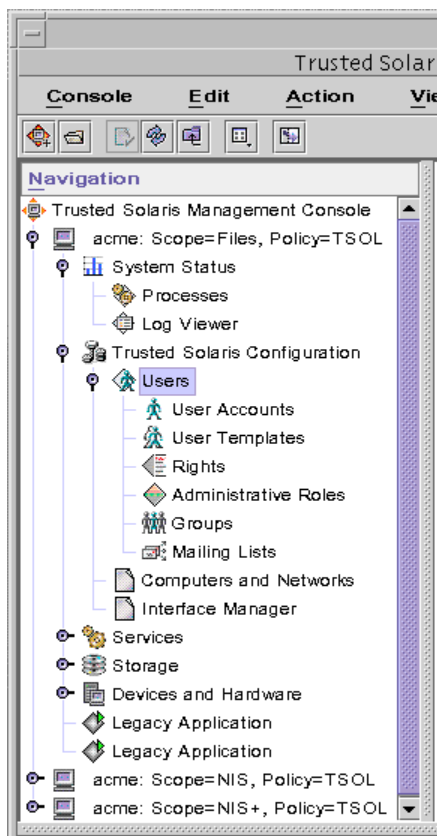 Trusted Solar
Console Edit Action Vie
Navigation
Trusted Solaris Management Console
acme: Scope=Files, Policy=TSOL
System Status
Processes
Log Viewer
Trusted Solaris Configuration
Users
User Accounts
User Templates
Rights
Administrative Roles
Groups
Mailing Lists
Computers and Networks
Interface Manager
Services
Storage
Devices and Hardware
Legacy Application
Legacy Application
acme: Scope=NIS, Policy=TSOL
acme: Scope=NIS+, Policy=TSOL